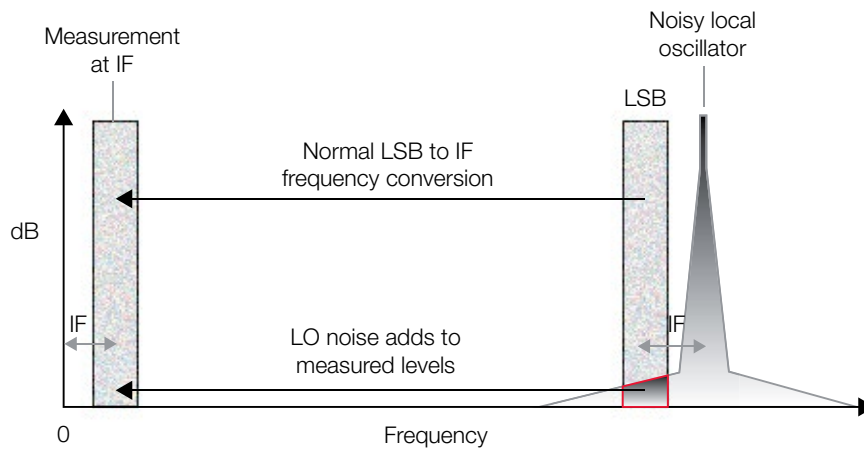 Measurement
at IF
Noisy local
oscillator
LSB
Normal LSB to IF
frequency conversion
dB
IF
LO noise adds to
measured levels
IF
0
Frequency